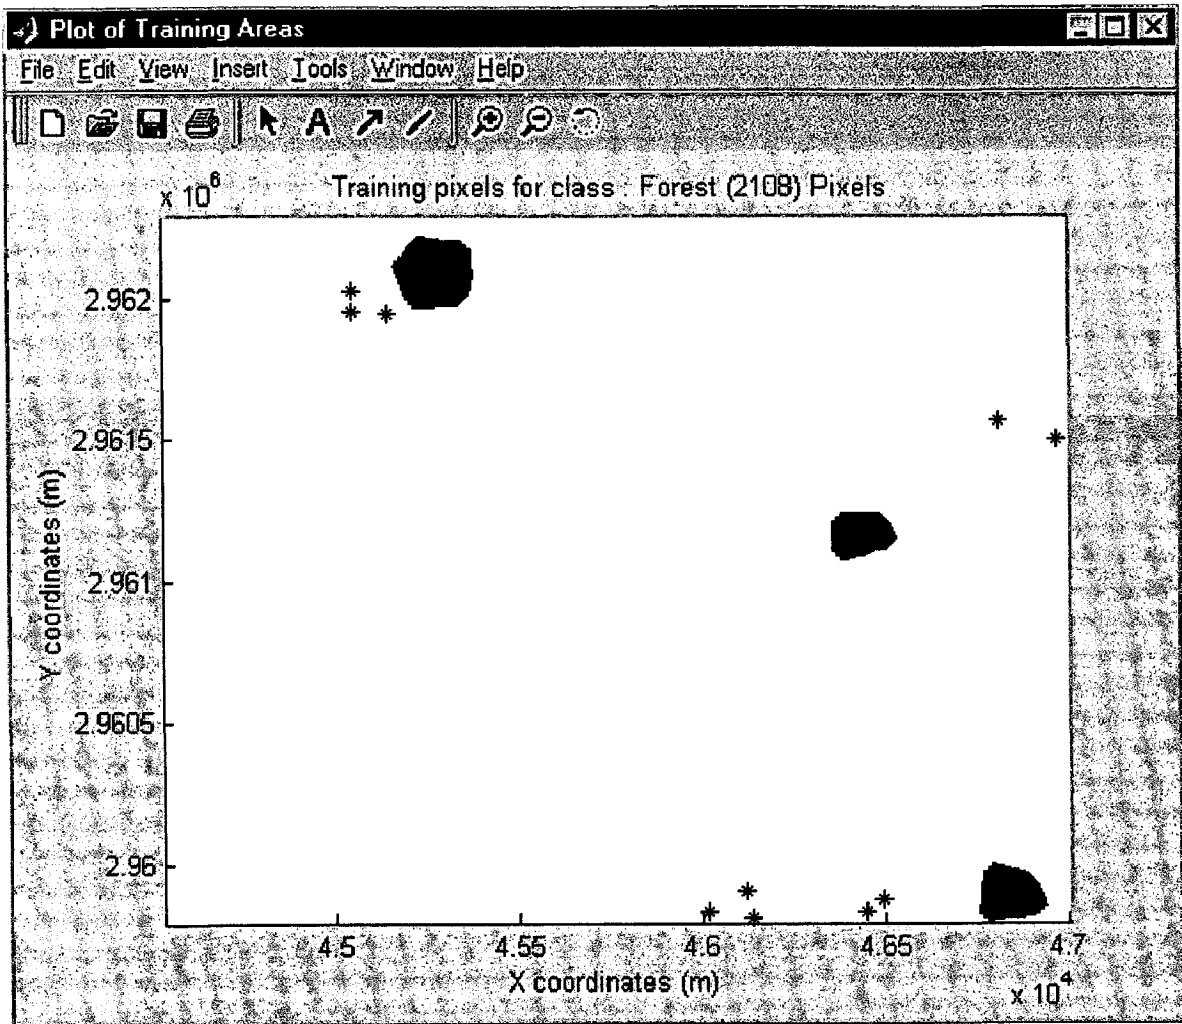 Plot of Training Areas
File Edit View Insert Tools Window Help
A
x 10^6
Training pixels for class : Forest (2108) Pixels
2.962
2.9615
2.961
2.9605
2.96
Y coordinates (m)
4.5 4.55 4.6 4.65 4.7
X coordinates (m)
x 10^4